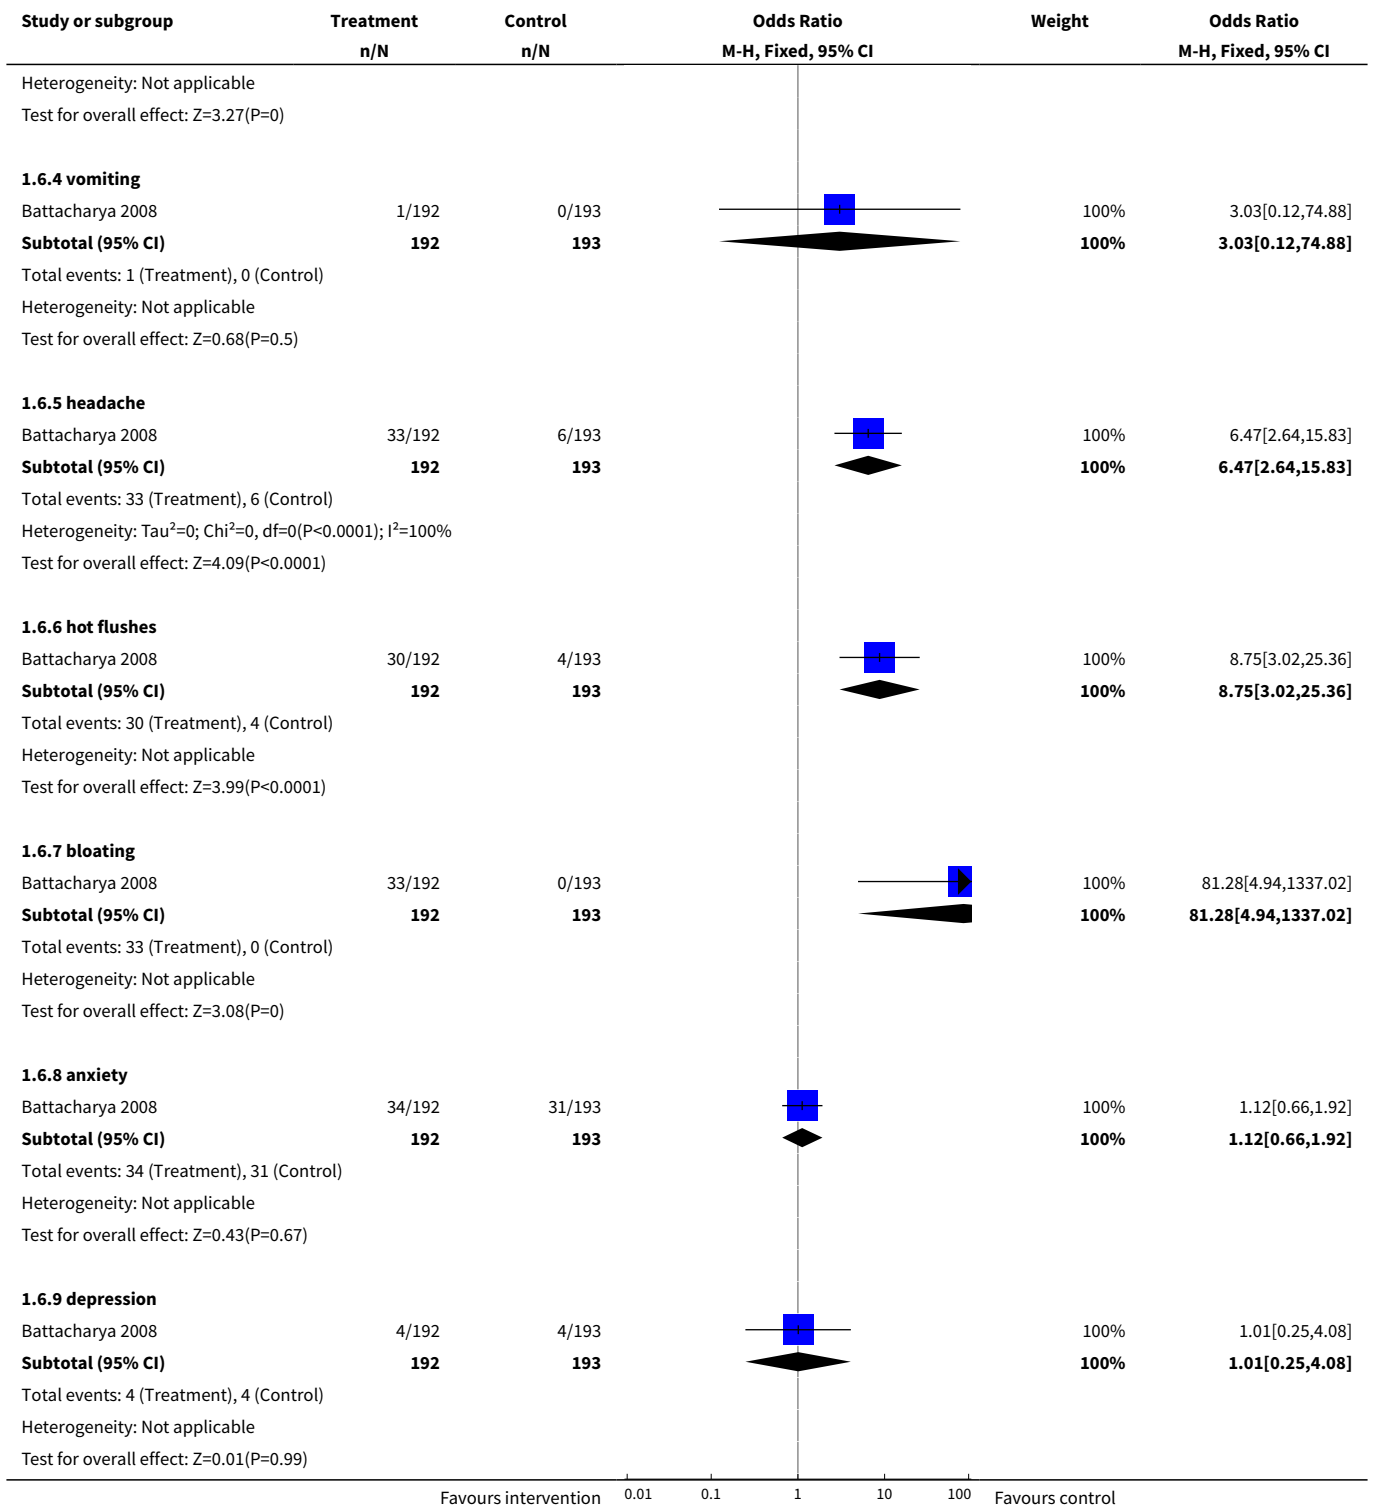 Study or subgroup Treatment Control Odds Ratio Weight Odds Ratio
n/N n/N M-H, Fixed, 95% CI M-H, Fixed, 95% CI
Heterogeneity: Not applicable
Test for overall effect: Z=3.27(P=0)
1.6.4 vomiting
Battacharya 2008 1/192 0/193 100% 3.03[0.12,74.88]
Subtotal (95% CI) 192 193 100% 3.03[0.12,74.88]
Total events: 1 (Treatment), 0 (Control)
Heterogeneity: Not applicable
Test for overall effect: Z=0.68(P=0.5)
1.6.5 headache
Battacharya 2008 33/192 6/193 100% 6.47[2.64,15.83]
Subtotal (95% CI) 192 193 100% 6.47[2.64,15.83]
Total events: 33 (Treatment), 6 (Control)
Heterogeneity: Tau²=0; Chi²=0, df=0(P<0.0001); I²=100%
Test for overall effect: Z=4.09(P<0.0001)
1.6.6 hot flushes
Battacharya 2008 30/192 4/193 100% 8.75[3.02,25.36]
Subtotal (95% CI) 192 193 100% 8.75[3.02,25.36]
Total events: 30 (Treatment), 4 (Control)
Heterogeneity: Not applicable
Test for overall effect: Z=3.99(P<0.0001)
1.6.7 bloating
Battacharya 2008 33/192 0/193 100% 81.28[4.94,1337.02]
Subtotal (95% CI) 192 193 100% 81.28[4.94,1337.02]
Total events: 33 (Treatment), 0 (Control)
Heterogeneity: Not applicable
Test for overall effect: Z=3.08(P=0)
1.6.8 anxiety
Battacharya 2008 34/192 31/193 100% 1.12[0.66,1.92]
Subtotal (95% CI) 192 193 100% 1.12[0.66,1.92]
Total events: 34 (Treatment), 31 (Control)
Heterogeneity: Not applicable
Test for overall effect: Z=0.43(P=0.67)
1.6.9 depression
Battacharya 2008 4/192 4/193 100% 1.01[0.25,4.08]
Subtotal (95% CI) 192 193 100% 1.01[0.25,4.08]
Total events: 4 (Treatment), 4 (Control)
Heterogeneity: Not applicable
Test for overall effect: Z=0.01(P=0.99)
Favours intervention 0.01 0.1 1 10 100 Favours control